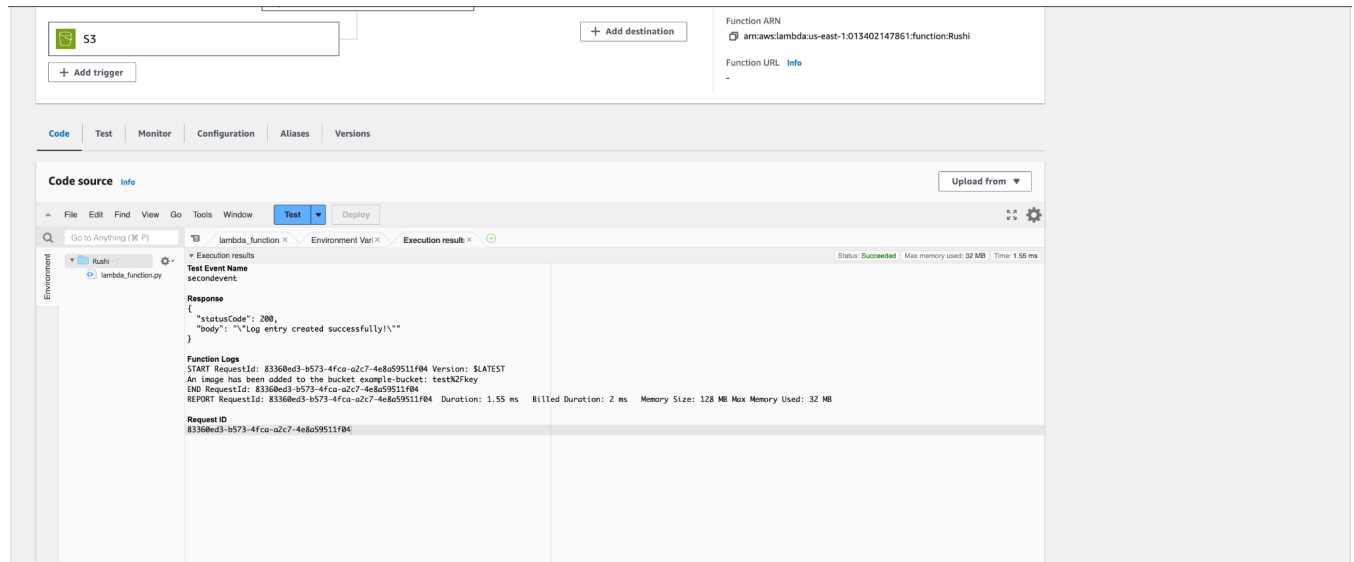 S3
+ Add destination
+ Add trigger
Function ARN
arn:aws:lambda:us-east-1:013402147861:function:Rushi
Function URL Info
-
Code Test Monitor Configuration Aliases Versions
Code source Info
Upload from
File Edit Find View Go Tools Window Test Deploy
Go to Anything (⌘ P)
lambda_function × Environment Vari × Execution result × 
Environment
Rushi - /
lambda_function.py
Execution results
Status: Succeeded Max memory used: 32 MB Time: 1.55 ms
Test Event Name
secondevent
Response
{
"statusCode": 200,
"body": "\"Log entry created successfully!\""
}
Function Logs
START RequestId: 83360ed3-b573-4fca-a2c7-4e8a59511f04 Version: $LATEST
An image has been added to the bucket example-bucket: test%2Fkey
END RequestId: 83360ed3-b573-4fca-a2c7-4e8a59511f04
REPORT RequestId: 83360ed3-b573-4fca-a2c7-4e8a59511f04 Duration: 1.55 ms Billed Duration: 2 ms Memory Size: 128 MB Max Memory Used: 32 MB
Request ID
83360ed3-b573-4fca-a2c7-4e8a59511f04